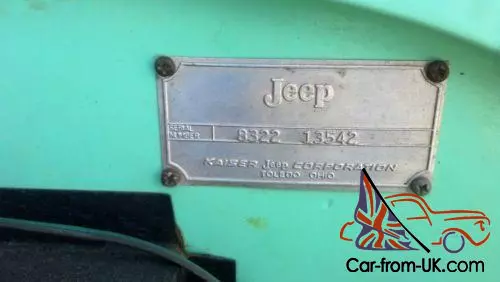 Jeep
SERIAL
NUMBER
8322 13542
KAISER Jeep CORPORATION
TOLEDO OHIO
Car-from-UK.com